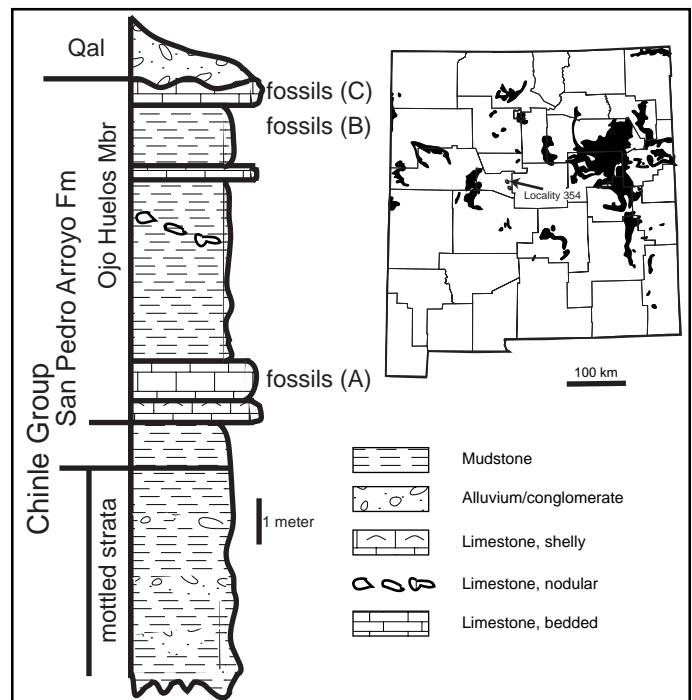 Qal
fossils (C)
fossils (B)
fossils (A)
Chinle Group
San Pedro Arroyo Fm
Ojo Huelos Mbr
mottled strata
1 meter
Locality 354
100 km
Mudstone
Alluvium/conglomerate
Limestone, shelly
Limestone, nodular
Limestone, bedded